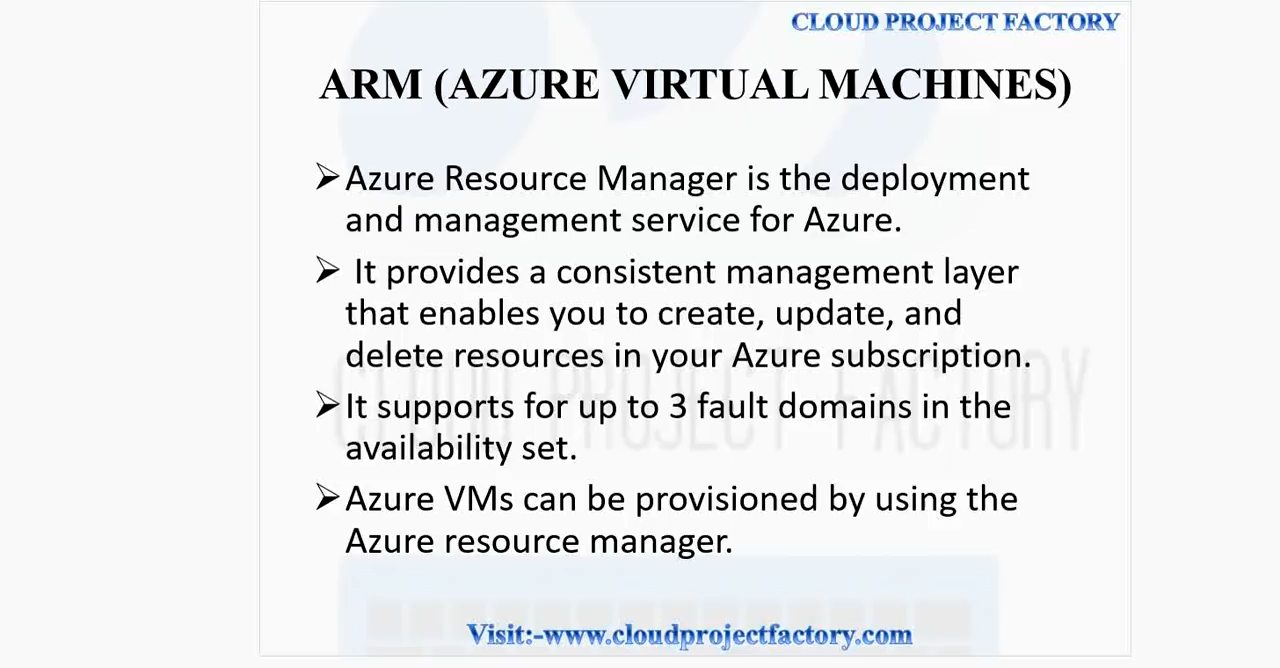 CLOUD PROJECT FACTORY
ARM (AZURE VIRTUAL MACHINES)
➢Azure Resource Manager is the deployment
and management service for Azure.
➢ It provides a consistent management layer
that enables you to create, update, and
delete resources in your Azure subscription.
➢It supports for up to 3 fault domains in the
availability set.
➢Azure VMs can be provisioned by using the
Azure resource manager.
CLOUD PROJECT FACTORY
Visit:-www.cloudprojectfactory.com